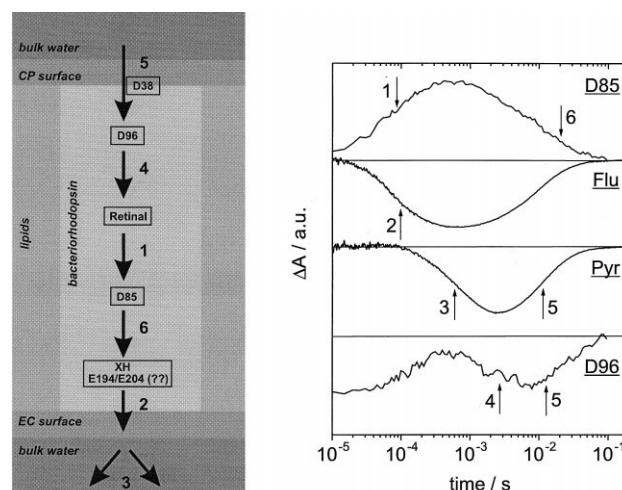 bulk water
CP surface
5
D38
D96
4
Retinal
1
D85
6
XH
E194/E204 (??)
2
EC surface
bulk water
3
lipids
bacteriorhodopsin
D85
1
6
Flu
2
Pyr
3
5
D96
4
5
ΔA / a.u.
10⁻⁵ 10⁻⁴ 10⁻³ 10⁻² 10⁻¹
time / s